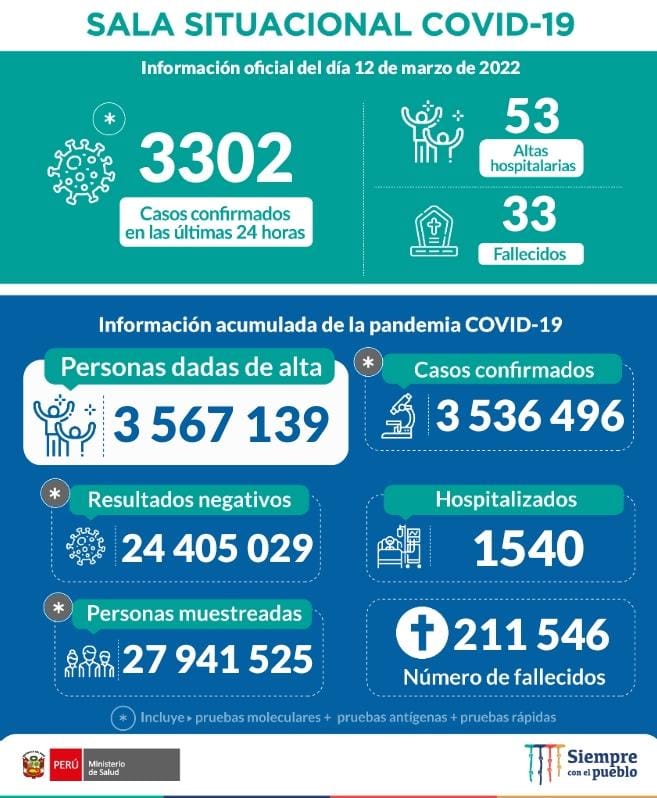 SALA SITUACIONAL COVID-19
Información oficial del día 12 de marzo de 2022
*
3302
Casos confirmados
en las últimas 24 horas
53
Altas
hospitalarias
33
Fallecidos
Información acumulada de la pandemia COVID-19
Personas dadas de alta
3 567 139
*
Casos confirmados
3 536 496
*
Resultados negativos
24 405 029
Hospitalizados
1540
*
Personas muestreadas
27 941 525
211 546
Número de fallecidos
* Incluye ▸ pruebas moleculares + pruebas antígenas + pruebas rápidas
PERÚ
Ministerio
de Salud
Siempre
con el pueblo